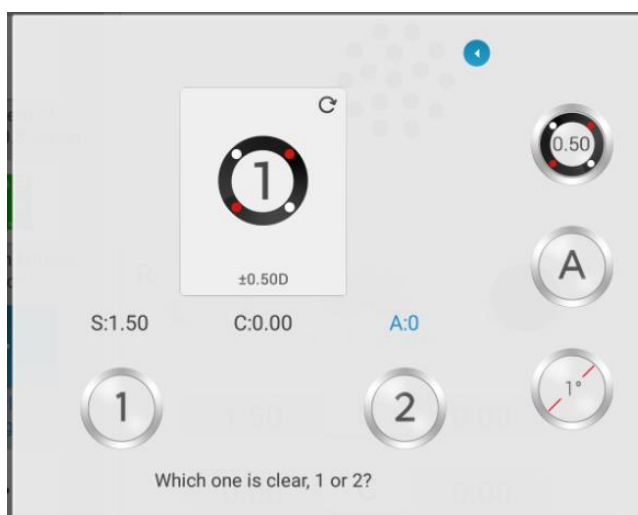 1
0.50
±0.50D
A
S:1.50 C:0.00 A:0
1 2
1°
Which one is clear, 1 or 2?